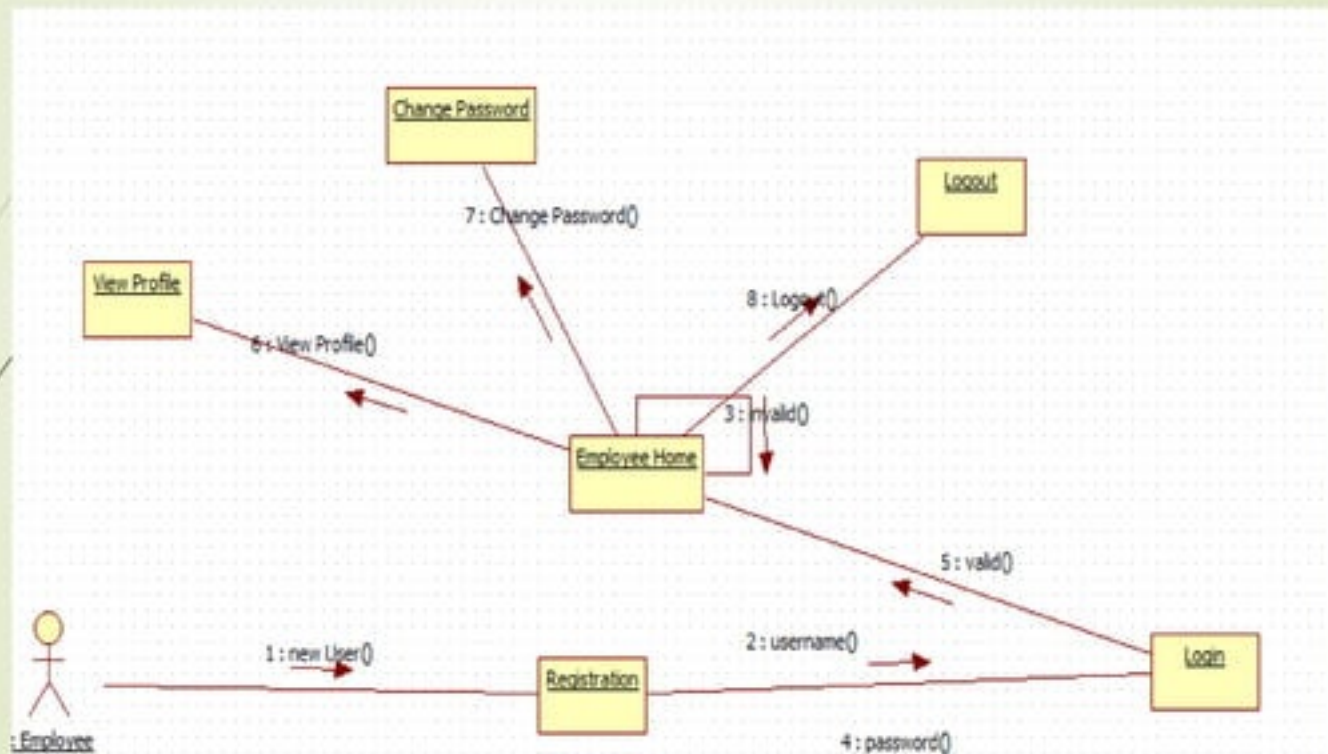 Change Password
Logout
7 : Change Password()
View Profile
8 : Logout()
6 : View Profile()
3 : nvalid()
Employee Home
5 : valid()
1 : new User()
2 : username()
Login
Registration
: Employee
4 : password()